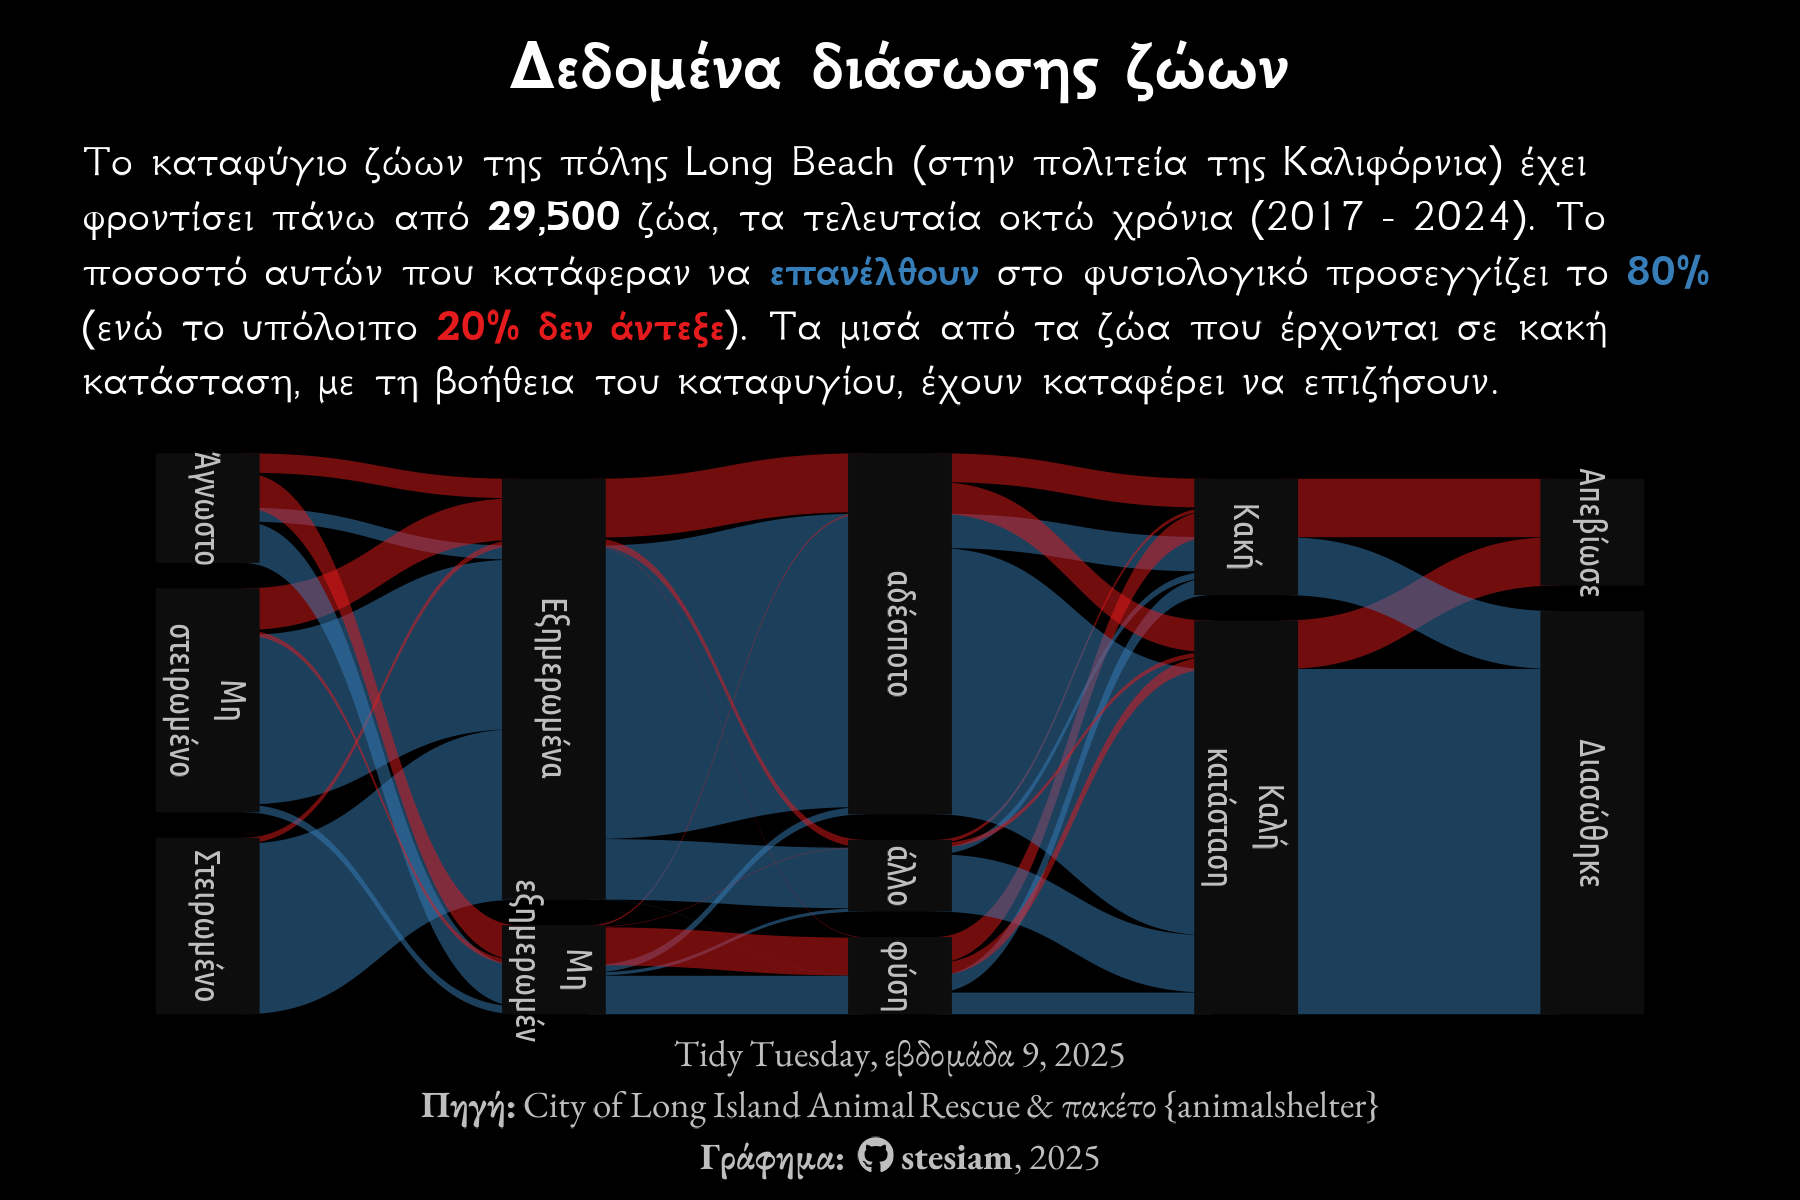 Δεδομένα διάσωσης ζώων
Το καταφύγιο ζώων της πόλης Long Beach (στην πολιτεία της Καλιφόρνια) έχει
φροντίσει πάνω από 29,500 ζώα, τα τελευταία οκτώ χρόνια (2017 - 2024). Το
ποσοστό αυτών που κατάφεραν να επανέλθουν στο φυσιολογικό προσεγγίζει το 80%
(ενώ το υπόλοιπο 20% δεν άντεξε). Τα μισά από τα ζώα που έρχονται σε κακή
κατάσταση, με τη βοήθεια του καταφυγίου, έχουν καταφέρει να επιζήσουν.
Άγνωστο
Μη
στειρωμένο
Στειρωμένο
Εξημερωμένα
Μη
εξημερωμέν
αδέσποτο
άλλο
φύση
Κακή
Καλή
κατάσταση
Απεβίωσε
Διασώθηκε
Tidy Tuesday, εβδομάδα 9, 2025
Πηγή: City of Long Island Animal Rescue & πακέτο {animalshelter}
Γράφημα: stesiam, 2025